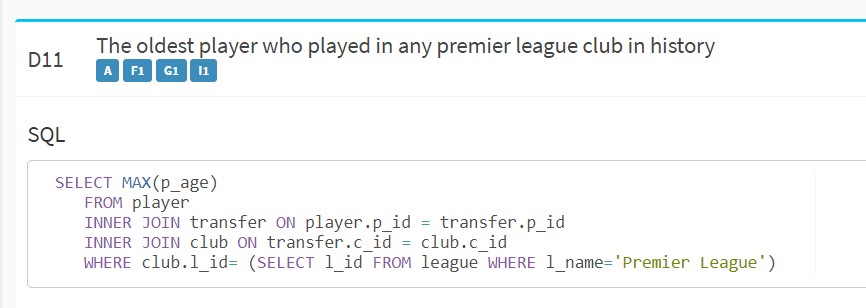 D11
The oldest player who played in any premier league club in history
A F1 G1 I1
SQL
SELECT MAX(p_age)
FROM player
INNER JOIN transfer ON player.p_id = transfer.p_id
INNER JOIN club ON transfer.c_id = club.c_id
WHERE club.l_id= (SELECT l_id FROM league WHERE l_name='Premier League')